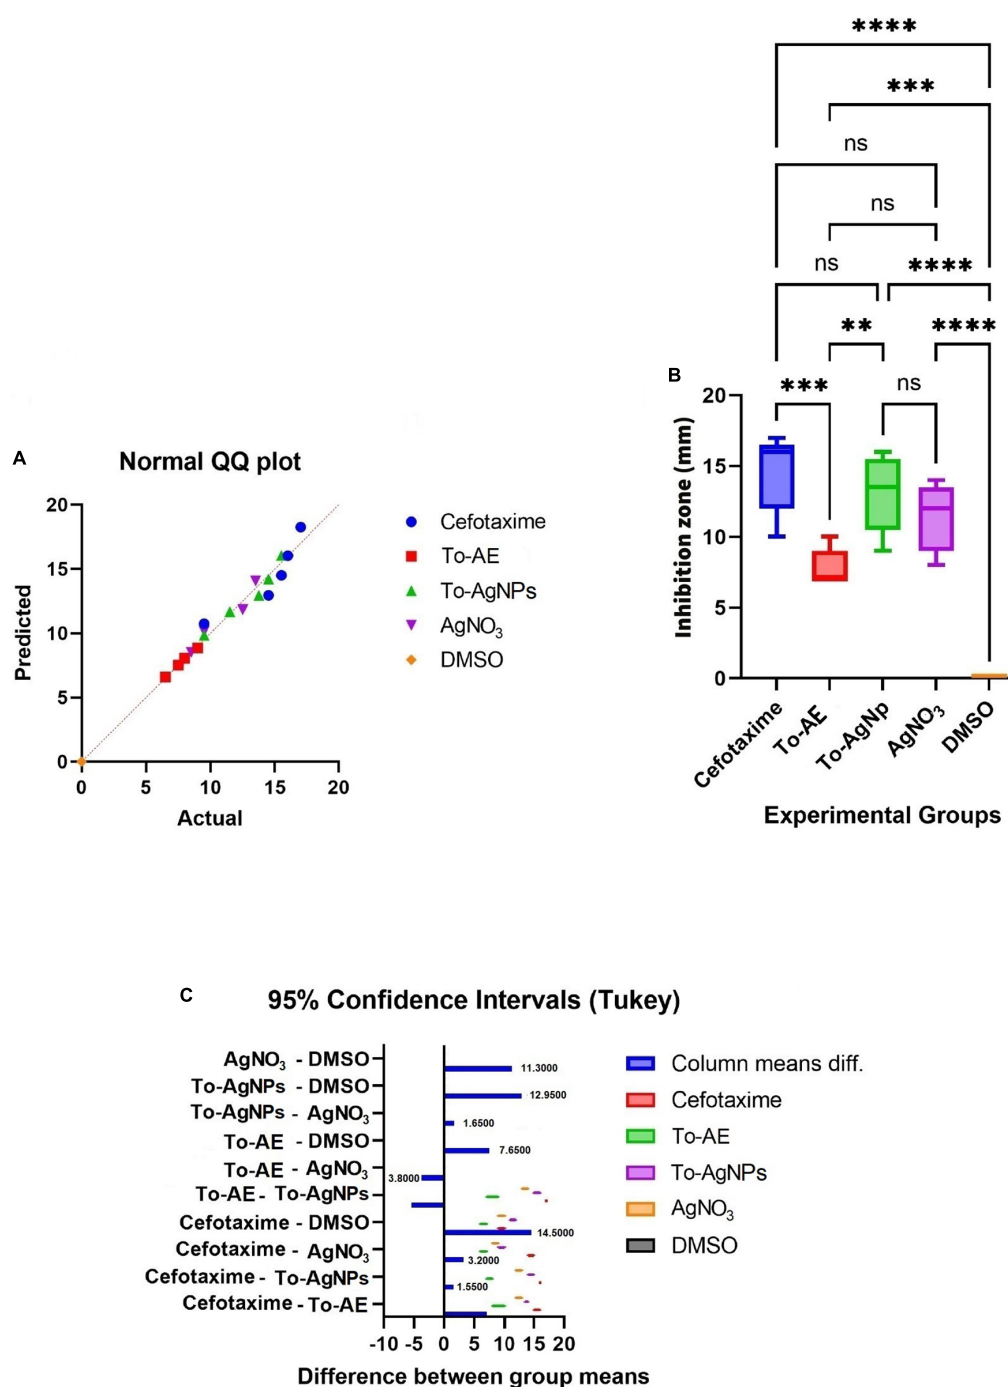 ****
***
ns
ns
ns
****
**
****
B
***
ns
20
15
10
5
0
Inhibition zone (mm)
Cefotaxime
To-AE
To-AgNp
AgNO3
DMSO
Experimental Groups
A
Normal QQ plot
20
15
10
5
0
Predicted
0 5 10 15 20
Actual
Cefotaxime
To-AE
To-AgNPs
AgNO3
DMSO
C
95% Confidence Intervals (Tukey)
AgNO3 - DMSO
11.3000
To-AgNPs - DMSO
12.9500
To-AgNPs - AgNO3
1.6500
To-AE - DMSO
7.6500
To-AE - AgNO3
3.8000
To-AE - To-AgNPs
Cefotaxime - DMSO
14.5000
Cefotaxime - AgNO3
3.2000
Cefotaxime - To-AgNPs
1.5500
Cefotaxime - To-AE
-10 -5 0 5 10 15 20
Difference between group means
Column means diff.
Cefotaxime
To-AE
To-AgNPs
AgNO3
DMSO